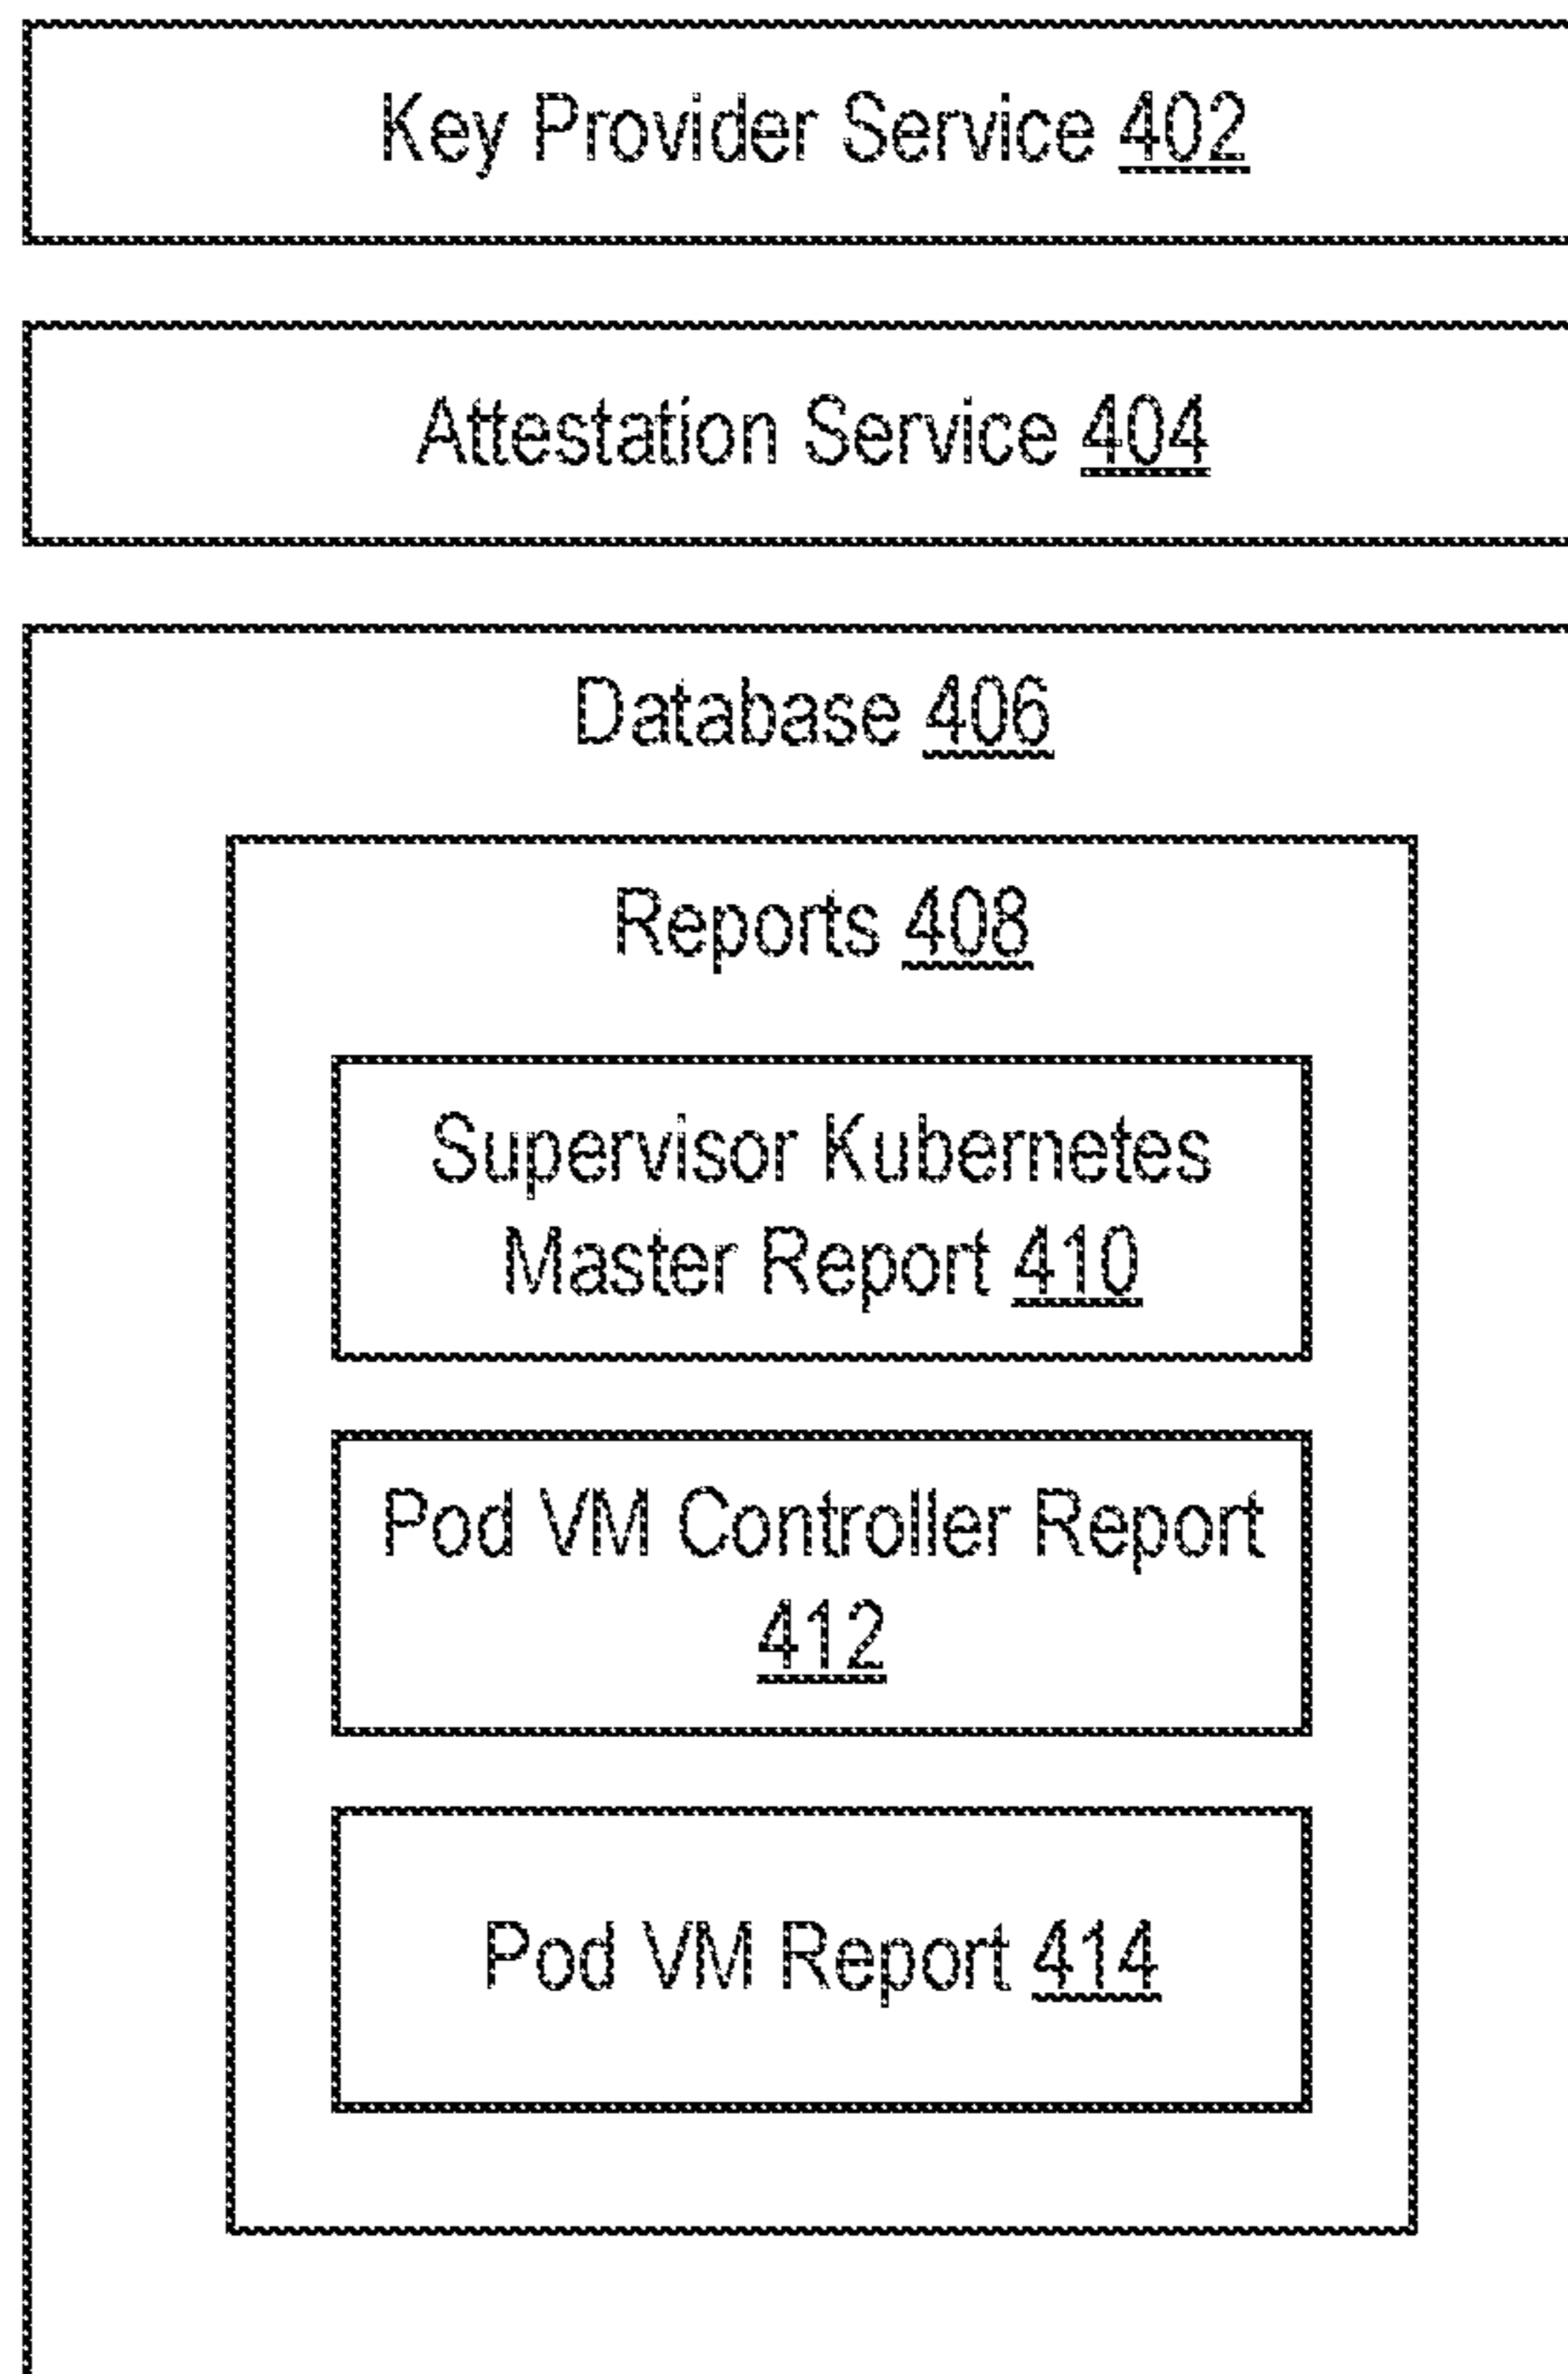 Key Provider Service 402
Attestation Service 404
Database 406
Reports 408
Supervisor Kubernetes
Master Report 410
Pod VM Controller Report
412
Pod VM Report 414